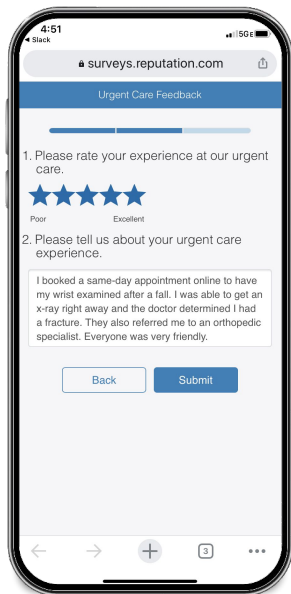 4:51
Slack
5GE
surveys.reputation.com
Urgent Care Feedback
1. Please rate your experience at our urgent
care.
Poor
Excellent
2. Please tell us about your urgent care
experience.
I booked a same-day appointment online to have
my wrist examined after a fall. I was able to get an
x-ray right away and the doctor determined I had
a fracture. They also referred me to an orthopedic
specialist. Everyone was very friendly.
Back
Submit
3